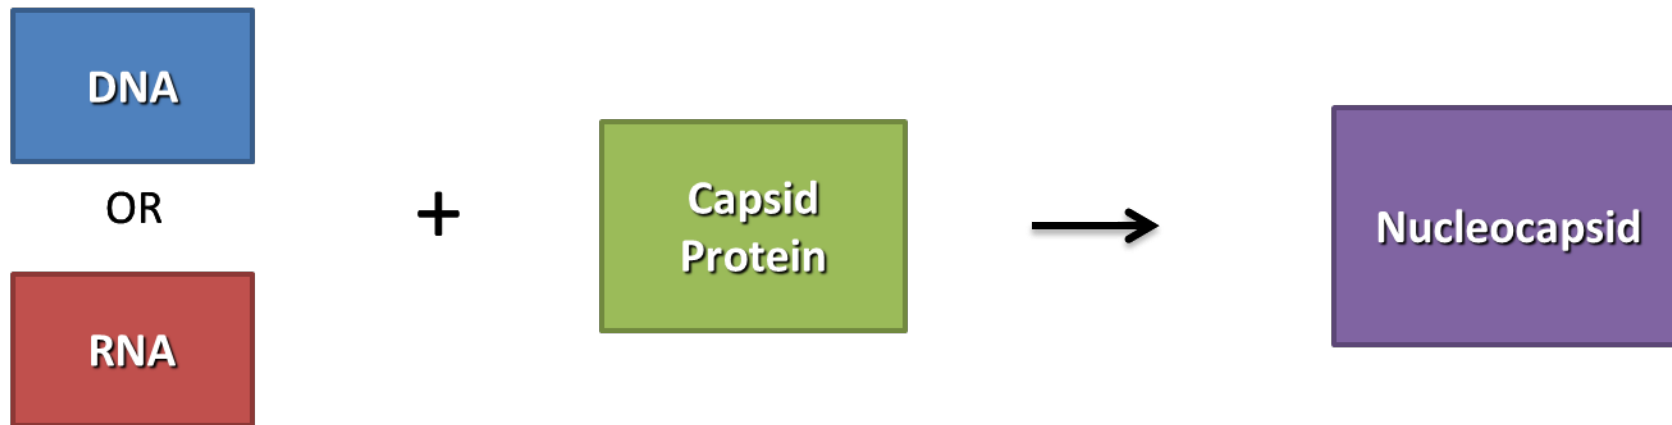 DNA
OR
RNA
+
Capsid
Protein
Nucleocapsid